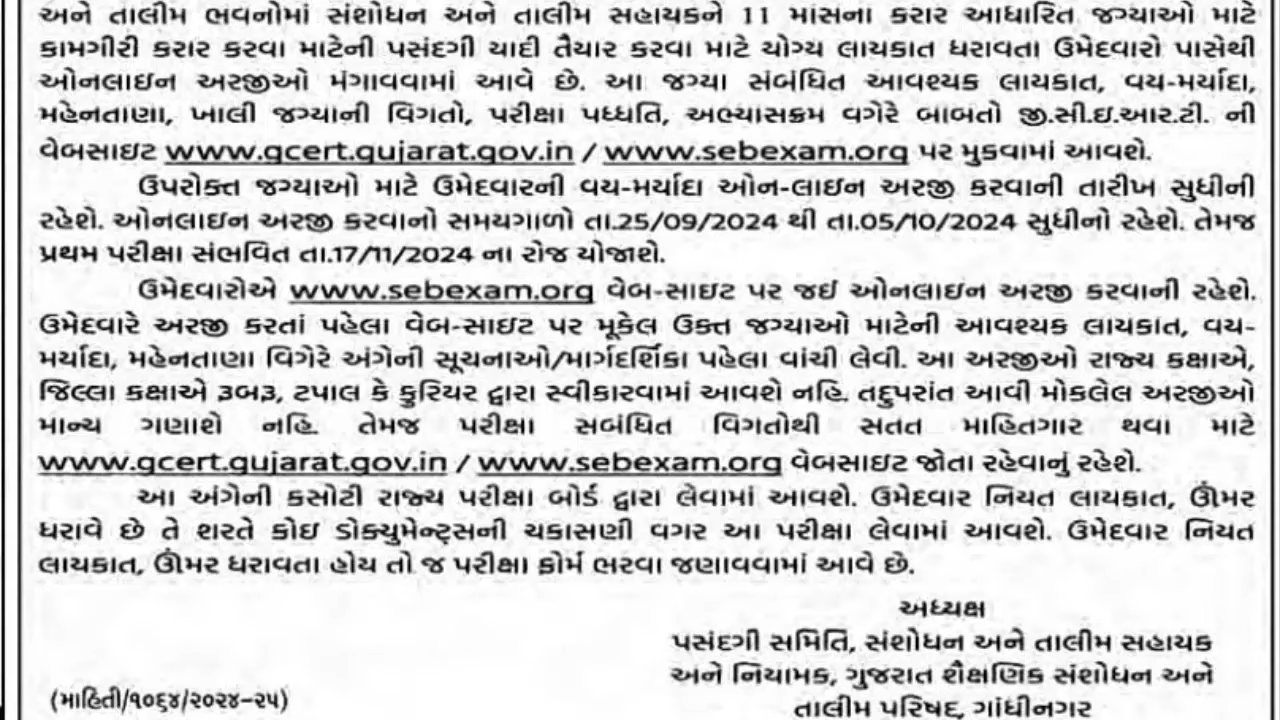 અને તાલીમ ભવનોમાં સંશોધન અને તાલીમ સહાયકને 11 માસના કરાર આધારિત જગ્યાઓ માટે
કામગીરી કરાર કરવા માટેની પસંદગી યાદી તૈયાર કરવા માટે યોગ્ય લાયકાત ધરાવતા ઉમેદવારો પાસેથી
ઓનલાઇન અરજીઓ મંગાવવામાં આવે છે. આ જગ્યા સંબંધિત આવશ્યક લાયકાત, વય-મર્યાદા,
મહેનતાણા, ખાલી જગ્યાની વિગતો, પરીક્ષા પધ્ધતિ, અભ્યાસક્રમ વગેરે બાબતો જી.સી.ઇ.આર.ટી. ની
વેબસાઇટ www.gcert.gujarat.gov.in / www.sebexam.org પર મુકવામાં આવશે.
ઉપરોક્ત જગ્યાઓ માટે ઉમેદવારની વય-મર્યાદા ઓન-લાઇન અરજી કરવાની તારીખ સુધીની
રહેશે. ઓનલાઇન અરજી કરવાનો સમયગાળો તા.25/09/2024 થી તા.05/10/2024 સુધીનો રહેશે. તેમજ
પ્રથમ પરીક્ષા સંભવિત તા.17/11/2024 ના રોજ યોજાશે.
ઉમેદવારોએ www.sebexam.org વેબ-સાઇટ પર જઈ ઓનલાઇન અરજી કરવાની રહેશે.
ઉમેદવારે અરજી કરતાં પહેલા વેબ-સાઇટ પર મૂકેલ ઉક્ત જગ્યાઓ માટેની આવશ્યક લાયકાત, વય-
મર્યાદા, મહેનતાણા વિગેરે અંગેની સૂચનાઓ/માર્ગદર્શિકા પહેલા વાંચી લેવી. આ અરજીઓ રાજ્ય કક્ષાએ,
જિલ્લા કક્ષાએ રૂબરૂ, ટપાલ કે કુરિયર દ્વારા સ્વીકારવામાં આવશે નહિ. તદુપરાંત આવી મોકલેલ અરજીઓ
માન્ય ગણાશે નહિ. તેમજ પરીક્ષા સબંધિત વિગતોથી સતત માહિતગાર થવા માટે
www.gcert.gujarat.gov.in / www.sebexam.org વેબસાઇટ જોતા રહેવાનું રહેશે.
આ અંગેની કસોટી રાજ્ય પરીક્ષા બોર્ડ દ્વારા લેવામાં આવશે. ઉમેદવાર નિયત લાયકાત, ઊંમર
ધરાવે છે તે શરતે કોઇ ડોક્યુમેન્ટ્સની ચકાસણી વગર આ પરીક્ષા લેવામાં આવશે. ઉમેદવાર નિયત
લાયકાત, ઊંમર ધરાવતા હોય તો જ પરીક્ષા ફોર્મ ભરવા જણાવવામાં આવે છે.
અધ્યક્ષ
પસંદગી સમિતિ, સંશોધન અને તાલીમ સહાયક
અને નિયામક, ગુજરાત શૈક્ષણિક સંશોધન અને
(માહિતી/૧૦૬૪/૨૦૨૪-૨૫)
તાલીમ પરિષદ, ગાંધીનગર